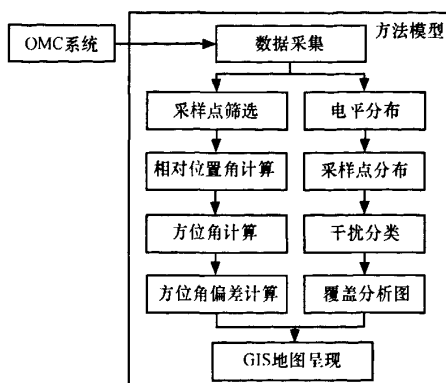 方法模型
OMC系统
数据采集
采样点筛选
电平分布
相对位置角计算
采样点分布
方位角计算
干扰分类
方位角偏差计算
覆盖分析图
GIS地图呈现